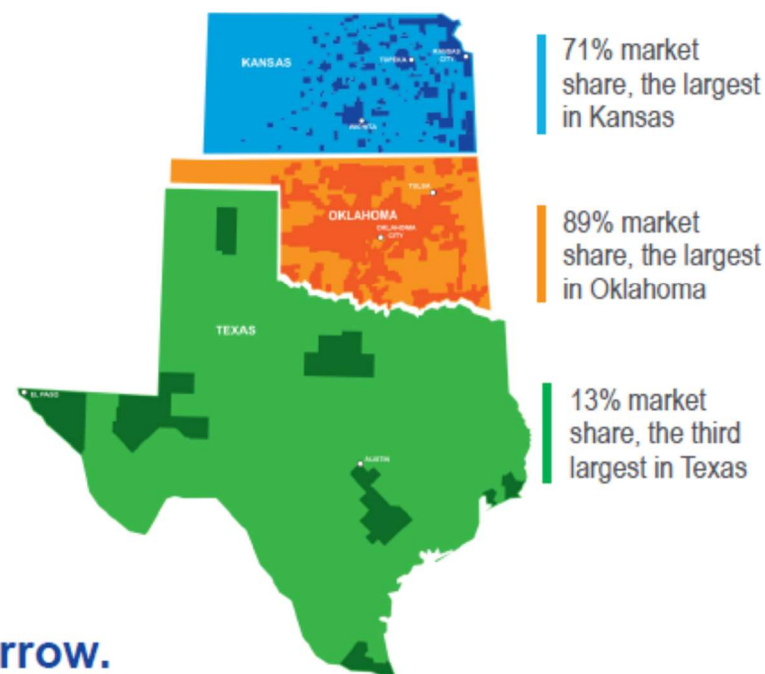 KANSAS
TOPEKA
KANSAS
CITY
WICHITA
71% market
share, the largest
in Kansas
TULSA
OKLAHOMA
OKLAHOMA
CITY
89% market
share, the largest
in Oklahoma
TEXAS
EL PASO
AUSTIN
13% market
share, the third
largest in Texas
rrow.